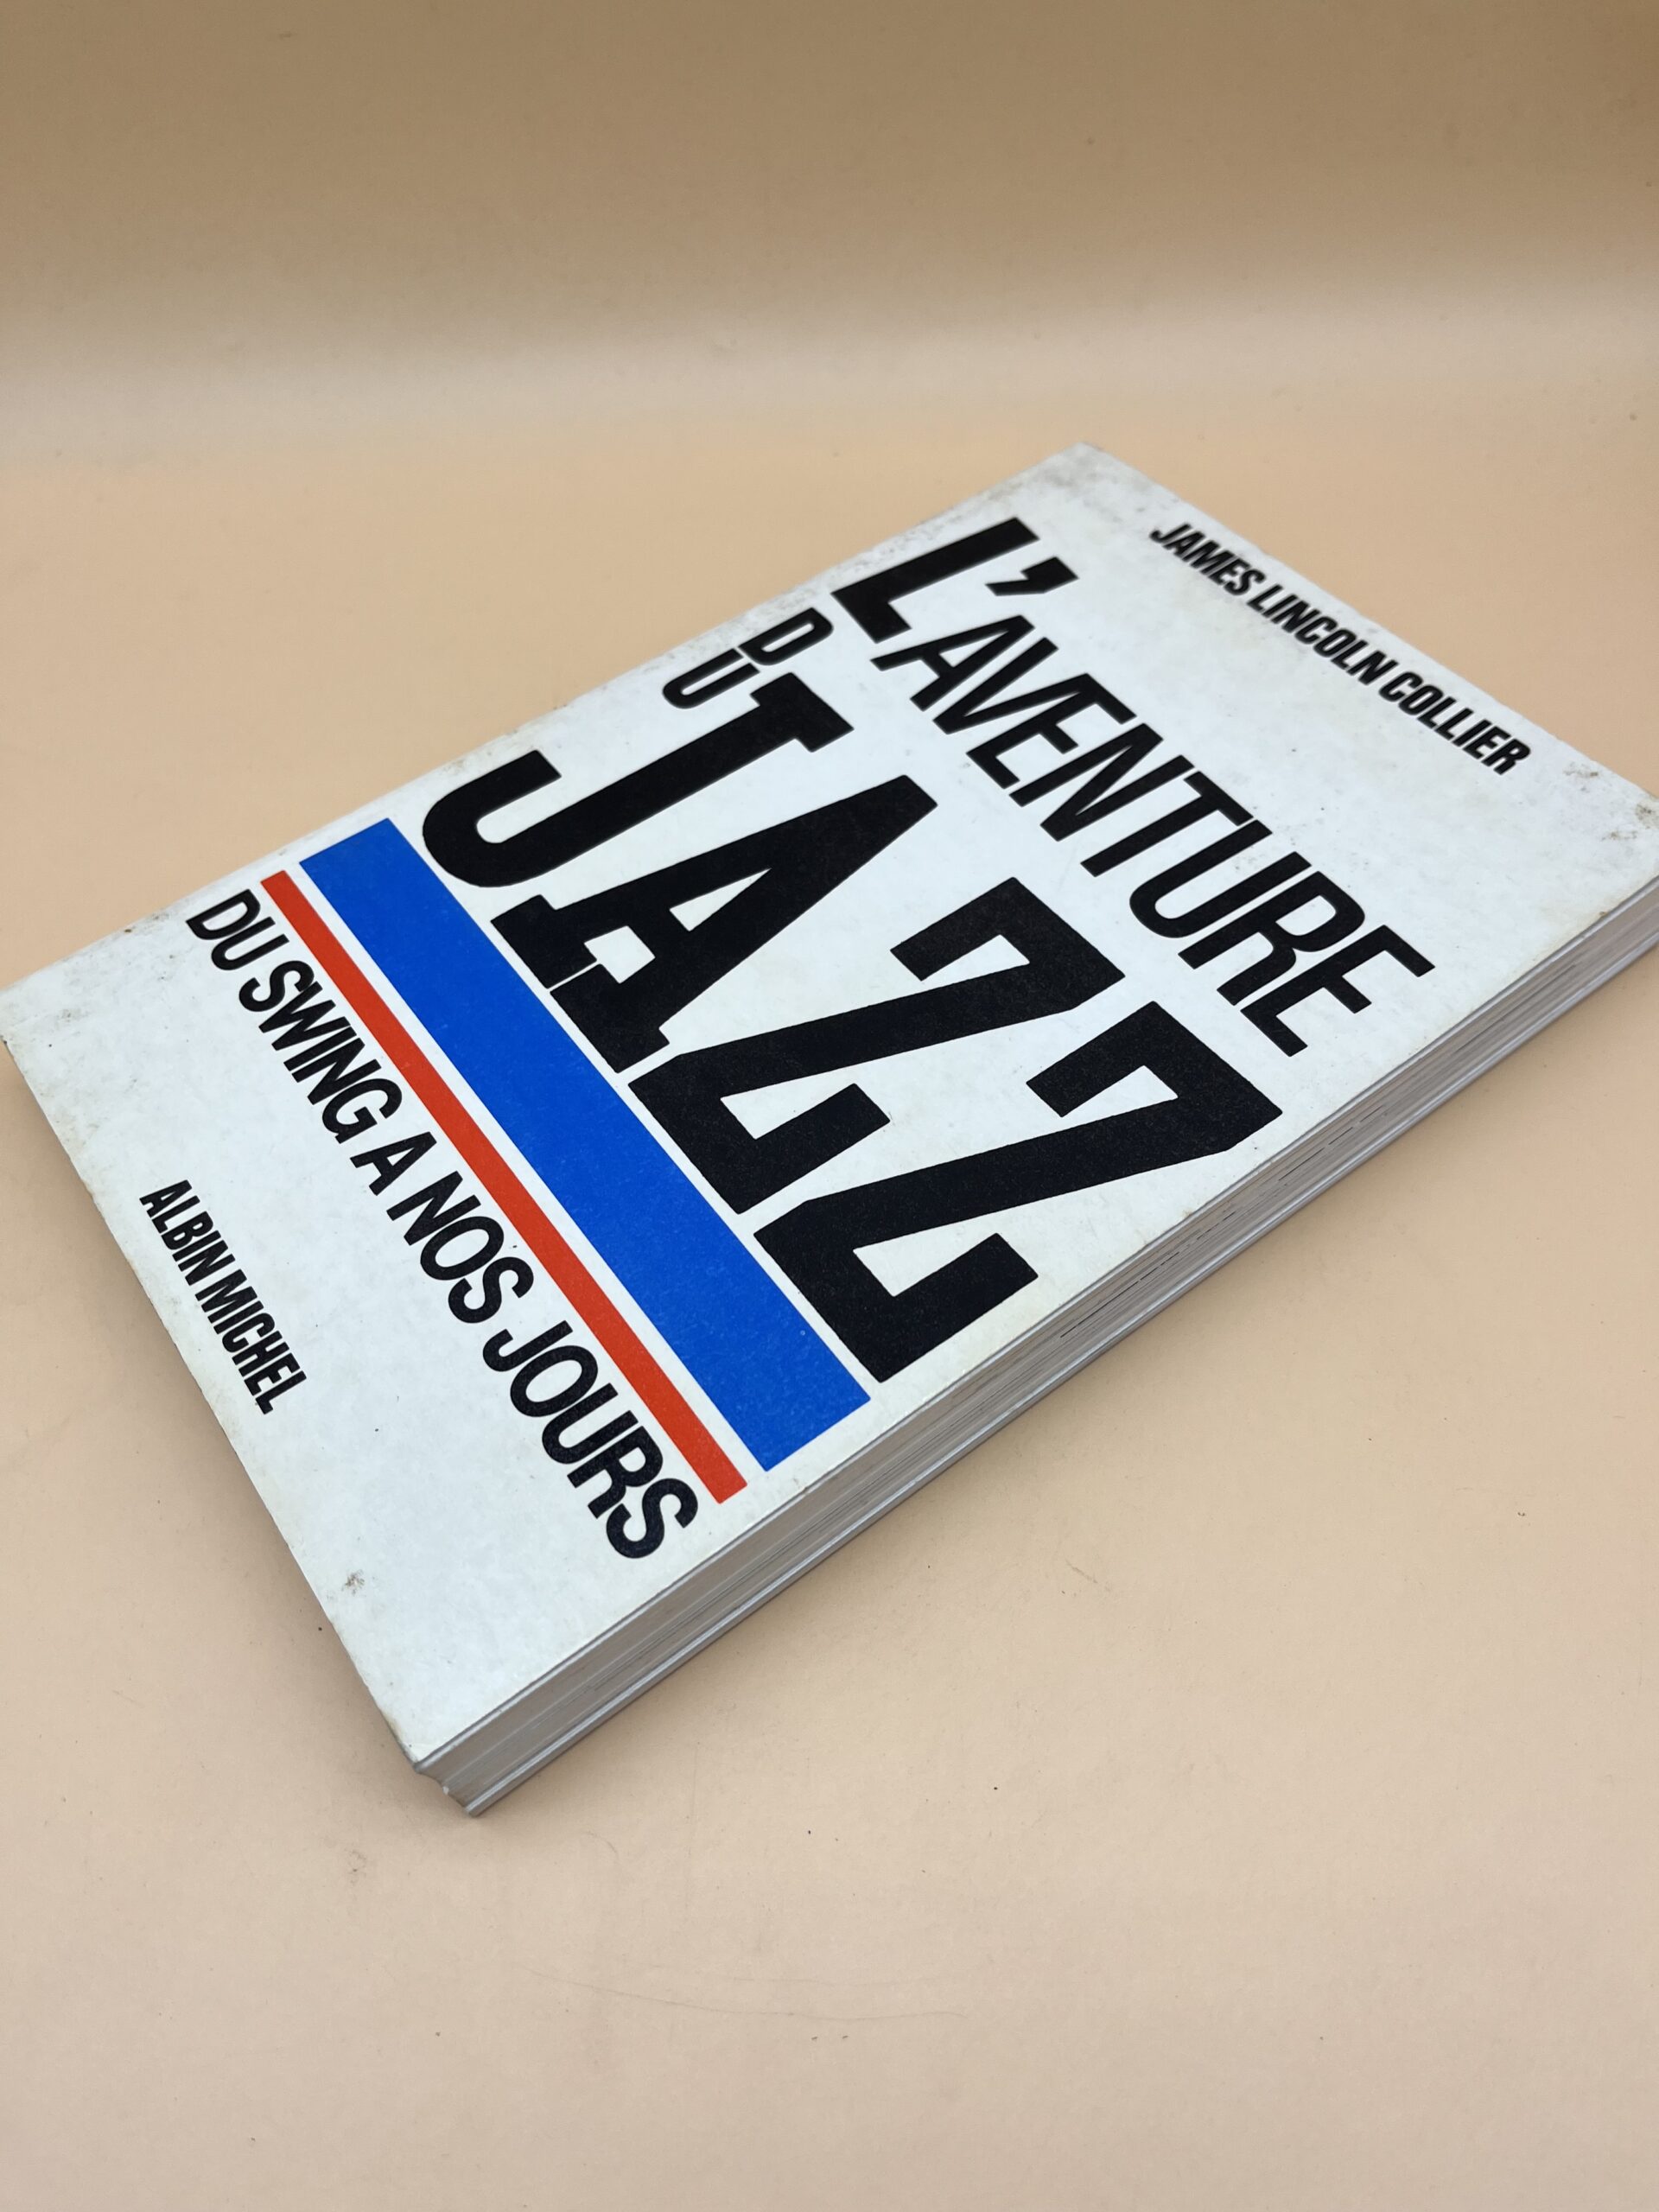 JAMES LINCOLN COLLIER
L'AVENTURE
DU
JAZZ
DU SWING A NOS JOURS
ALBIN MICHEL